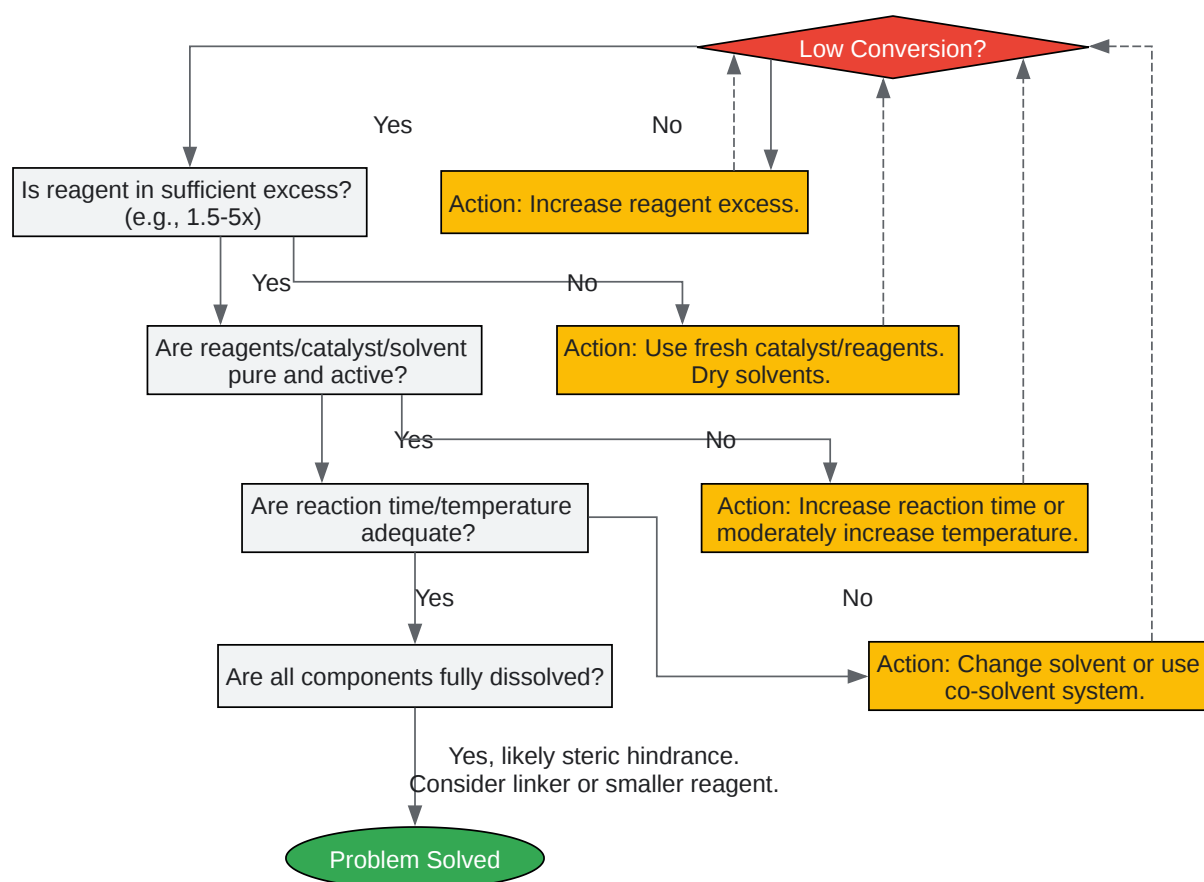 Low Conversion?
Yes
No
Is reagent in sufficient excess?
(e.g., 1.5-5x)
Action: Increase reagent excess.
Yes
No
Are reagents/catalyst/solvent
pure and active?
Action: Use fresh catalyst/reagents.
Dry solvents.
Yes
No
Are reaction time/temperature
adequate?
Action: Increase reaction time or
moderately increase temperature.
Yes
No
Are all components fully dissolved?
Action: Change solvent or use
co-solvent system.
Yes, likely steric hindrance.
Consider linker or smaller reagent.
Problem Solved